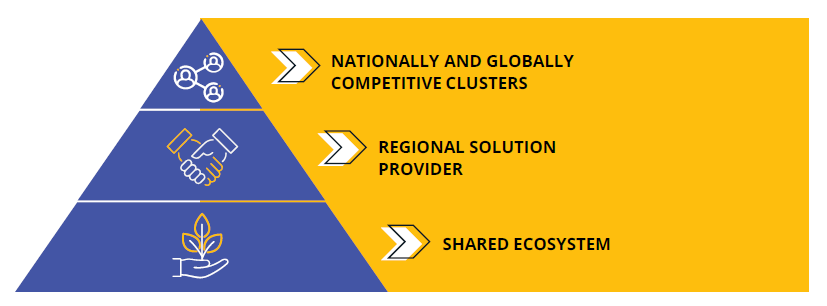 NATIONALLY AND GLOBALLY
COMPETITIVE CLUSTERS
REGIONAL SOLUTION
PROVIDER
SHARED ECOSYSTEM